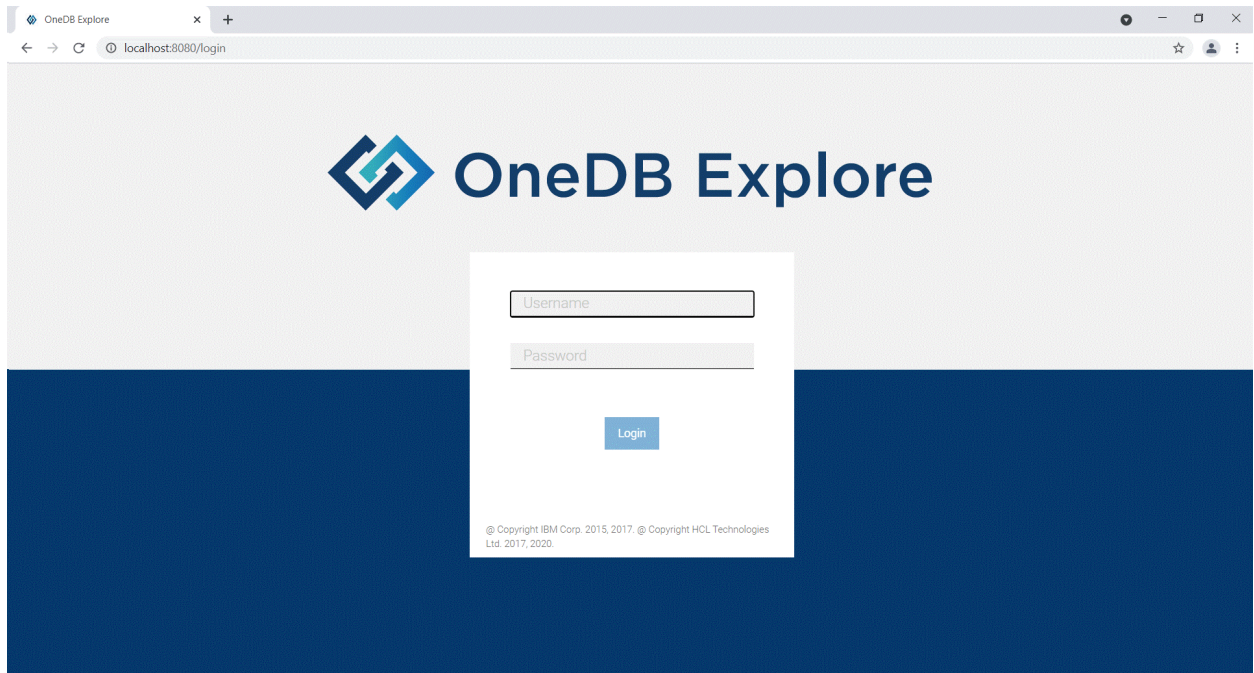 OneDB Explore
localhost:8080/login
OneDB Explore
Username
Password
Login
@ Copyright IBM Corp. 2015, 2017. @ Copyright HCL Technologies
Ltd. 2017, 2020.